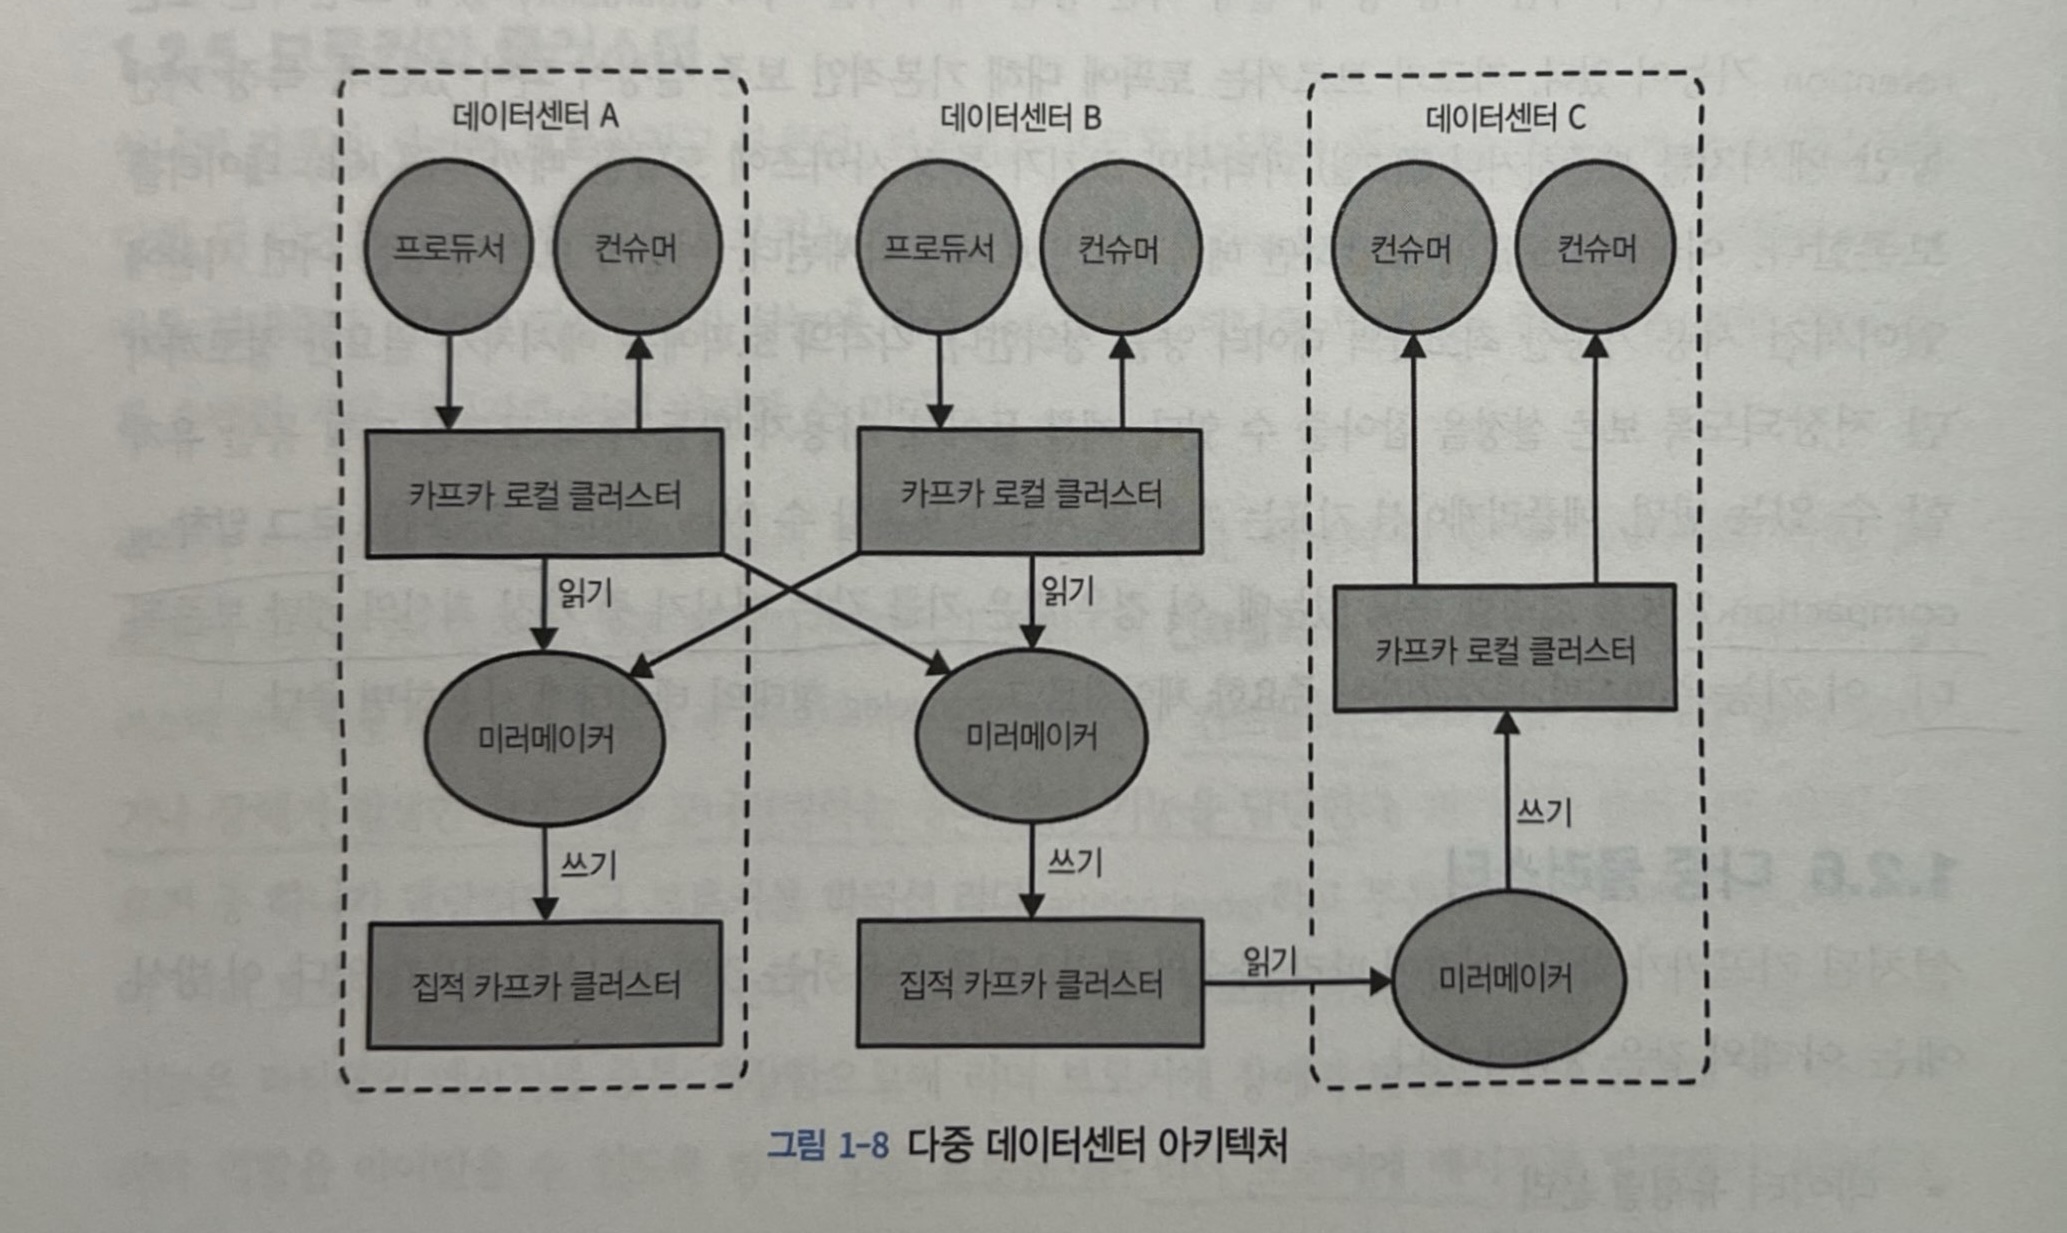 데이터센터 A
프로듀서
컨슈머
카프카 로컬 클러스터
읽기
미러메이커
쓰기
집적 카프카 클러스터
데이터센터 B
프로듀서
컨슈머
카프카 로컬 클러스터
읽기
미러메이커
쓰기
집적 카프카 클러스터
읽기
데이터센터 C
컨슈머
컨슈머
카프카 로컬 클러스터
쓰기
미러메이커
그림 1-8 다중 데이터센터 아키텍처